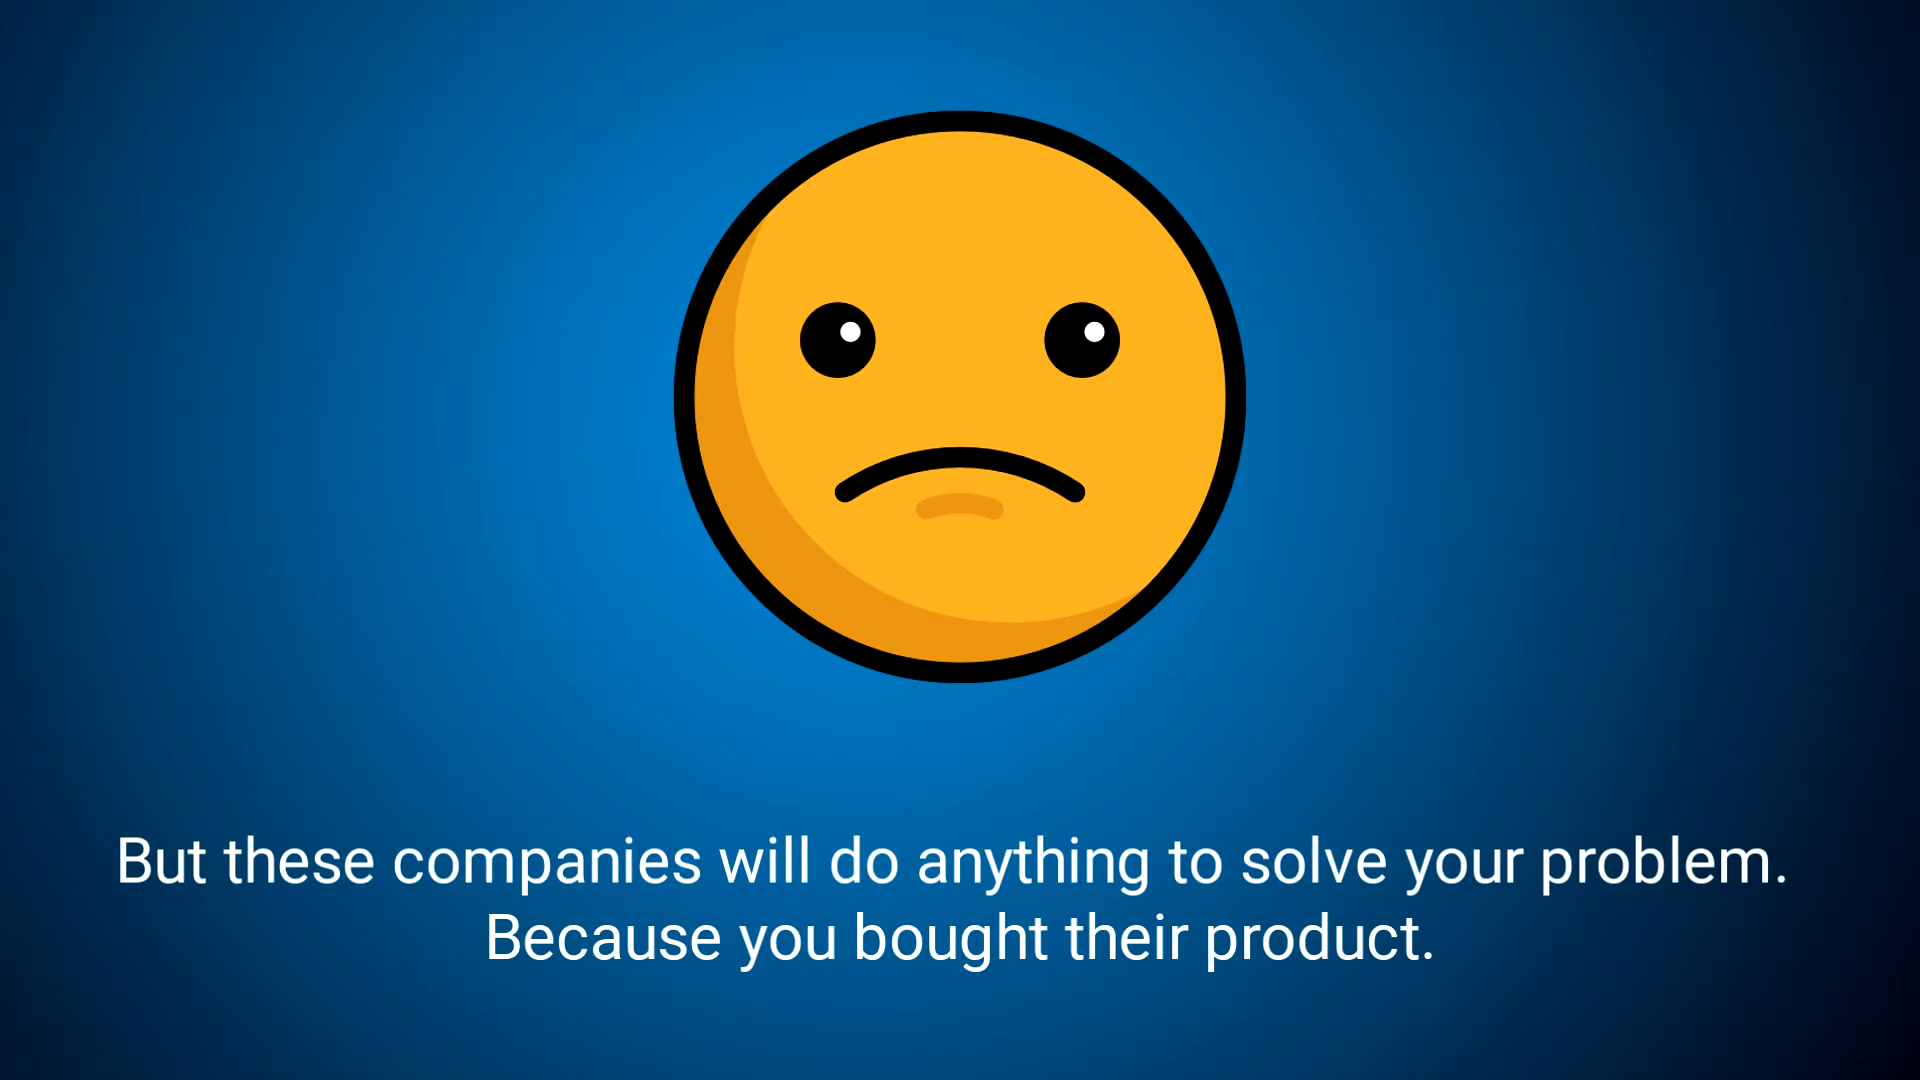 But these companies will do anything to solve your problem.
Because you bought their product.